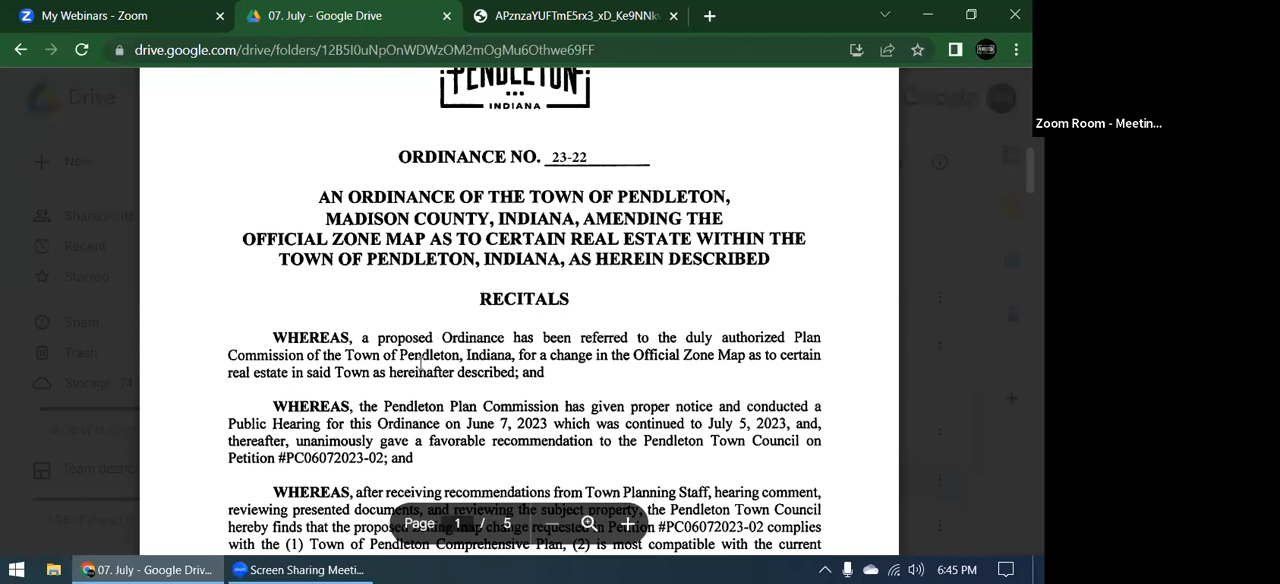 My Webinars - Zoom
07. July - Google Drive
APznzaYUFTmE5rx3_xD_Ke9NNk
drive.google.com/drive/folders/12B5I0uNpOnWDWzOM2mOgMu6Othwe69FF
Drive
New
Shared
Recent
Starred
Spam
Trash
Storage
Zoom Room - Meetin...
PENDLETON
INDIANA
ORDINANCE NO. 23-22
AN ORDINANCE OF THE TOWN OF PENDLETON,
MADISON COUNTY, INDIANA, AMENDING THE
OFFICIAL ZONE MAP AS TO CERTAIN REAL ESTATE WITHIN THE
TOWN OF PENDLETON, INDIANA, AS HEREIN DESCRIBED
RECITALS
WHEREAS, a proposed Ordinance has been referred to the duly authorized Plan
Commission of the Town of Pendleton, Indiana, for a change in the Official Zone Map as to certain
real estate in said Town as hereinafter described; and
WHEREAS, the Pendleton Plan Commission has given proper notice and conducted a
Public Hearing for this Ordinance on June 7, 2023 which was continued to July 5, 2023, and,
thereafter, unanimously gave a favorable recommendation to the Pendleton Town Council on
Petition #PC06072023-02; and
WHEREAS, after receiving recommendations from Town Planning Staff, hearing comment,
reviewing presented documents, and reviewing the subject property, the Pendleton Town Council
hereby finds that the proposed zoning map change requested in Petition #PC06072023-02 complies
with the (1) Town of Pendleton Comprehensive Plan, (2) is most compatible with the current
Page 1 / 5
07. July - Google Driv...
Screen Sharing Meeti...
6:45 PM